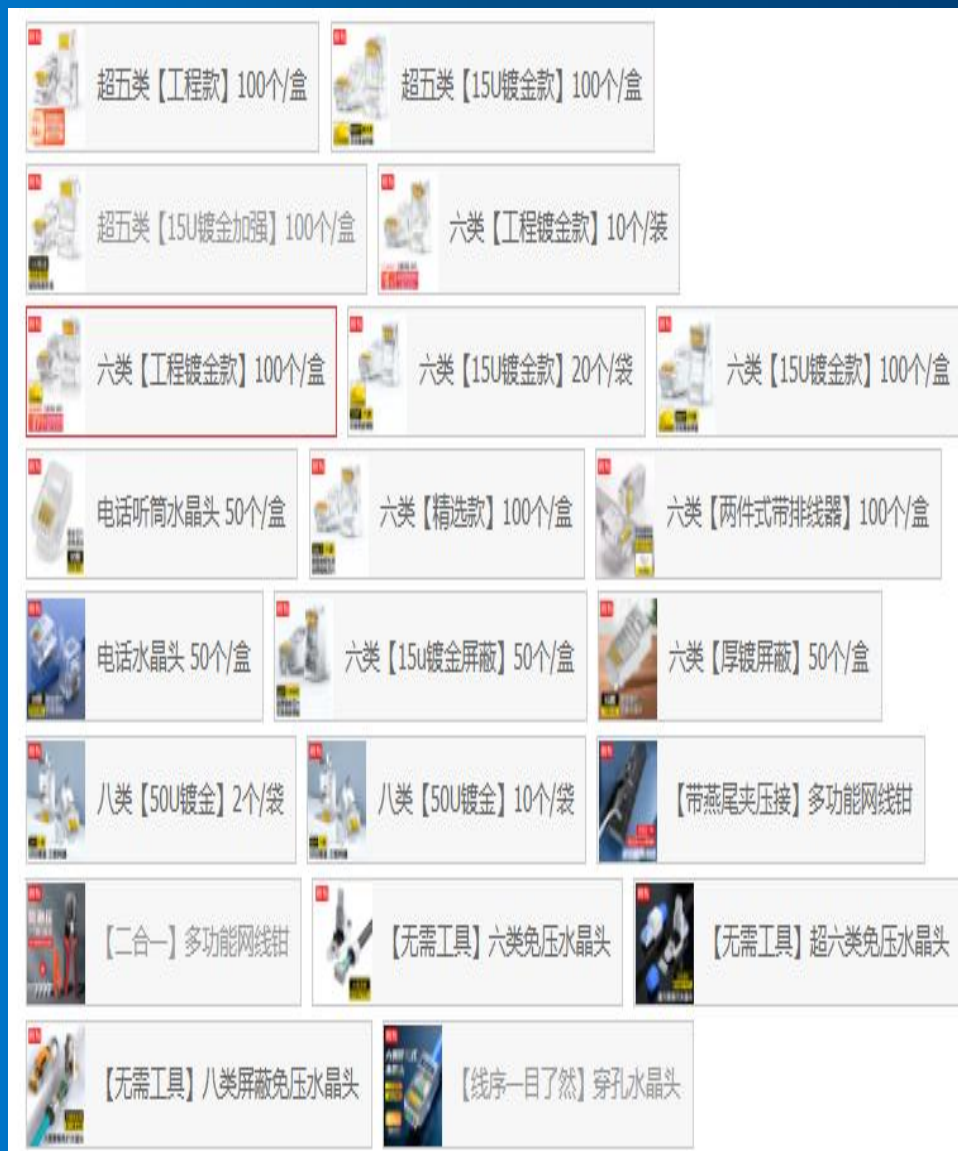 超五类【工程款】100个/盒
超五类【15U镀金款】100个/盒
超五类【15U镀金加强】100个/盒
六类【工程镀金款】10个/装
六类【工程镀金款】100个/盒
六类【15U镀金款】20个/袋
六类【15U镀金款】100个/盒
电话听筒水晶头 50个/盒
六类【精选款】100个/盒
六类【两件式带排线器】100个/盒
电话水晶头 50个/盒
六类【15u镀金屏蔽】50个/盒
六类【厚镀屏蔽】50个/盒
八类【50U镀金】2个/袋
八类【50U镀金】10个/袋
【带燕尾夹压接】多功能网线钳
【二合一】多功能网线钳
【无需工具】六类免压水晶头
【无需工具】超六类免压水晶头
【无需工具】八类屏蔽免压水晶头
【线序一目了然】穿孔水晶头